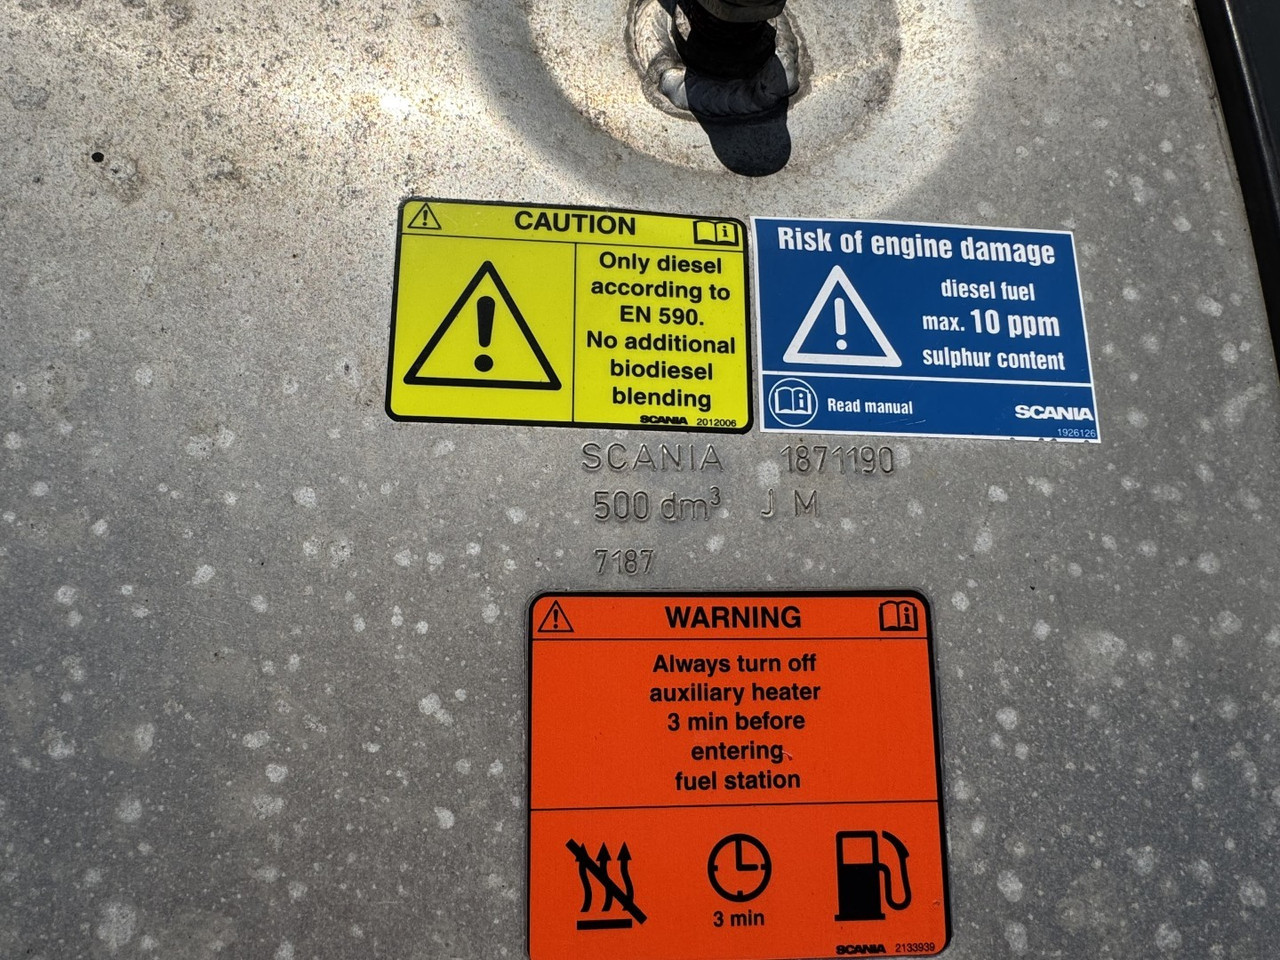 CAUTION
Only diesel
according to
EN 590.
No additional
biodiesel
blending
SCANIA 2012006
Risk of engine damage
diesel fuel
max. 10 ppm
sulphur content
Read manual
SCANIA
1926126
SCANIA 1871190
500 dm³ J M
7187
WARNING
Always turn off
auxiliary heater
3 min before
entering
fuel station
3 min
SCANIA 2133939